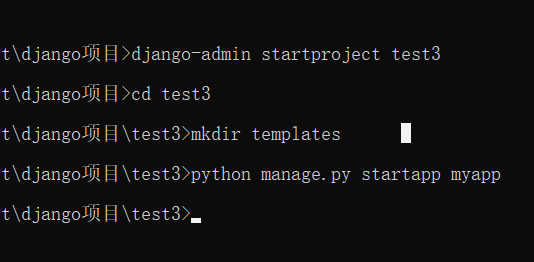 t\django项目>django-admin startproject test3
t\django项目>cd test3
t\django项目\test3>mkdir templates
t\django项目\test3>python manage.py startapp myapp
t\django项目\test3>